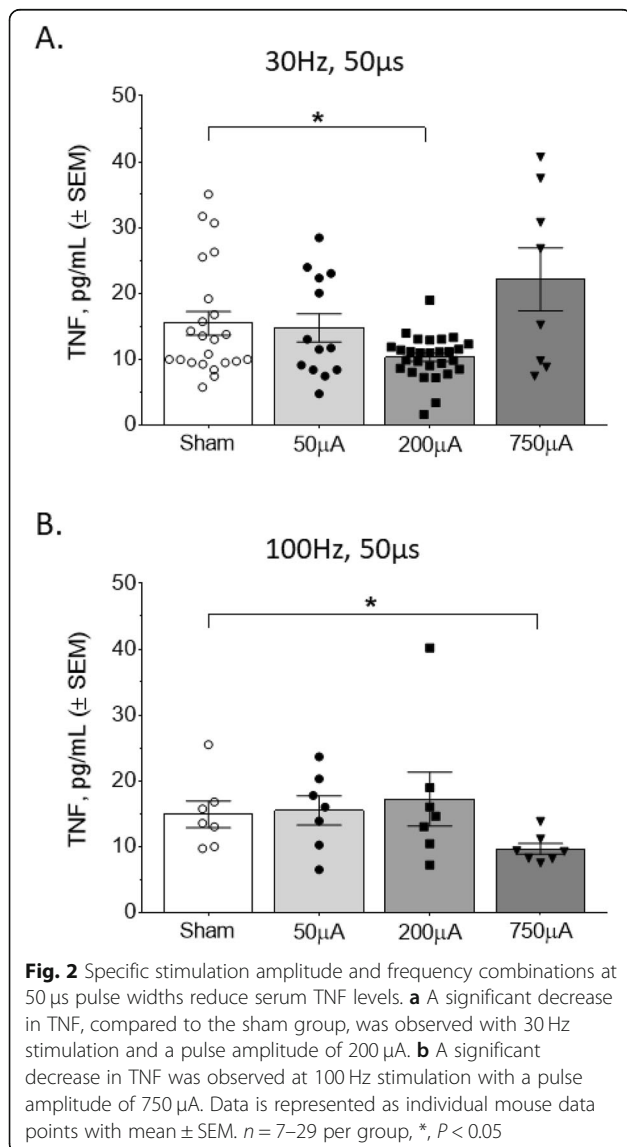 A.
30Hz, 50µs
TNF, pg/mL (± SEM)
50
40
30
20
10
0
*
Sham 50µA 200µA 750µA
B.
100Hz, 50µs
TNF, pg/mL (± SEM)
50
40
30
20
10
0
*
Sham 50µA 200µA 750µA
Fig. 2 Specific stimulation amplitude and frequency combinations at
50 µs pulse widths reduce serum TNF levels. a A significant decrease
in TNF, compared to the sham group, was observed with 30 Hz
stimulation and a pulse amplitude of 200 µA. b A significant
decrease in TNF was observed at 100 Hz stimulation with a pulse
amplitude of 750 µA. Data is represented as individual mouse data
points with mean ± SEM. n = 7–29 per group, *, P < 0.05